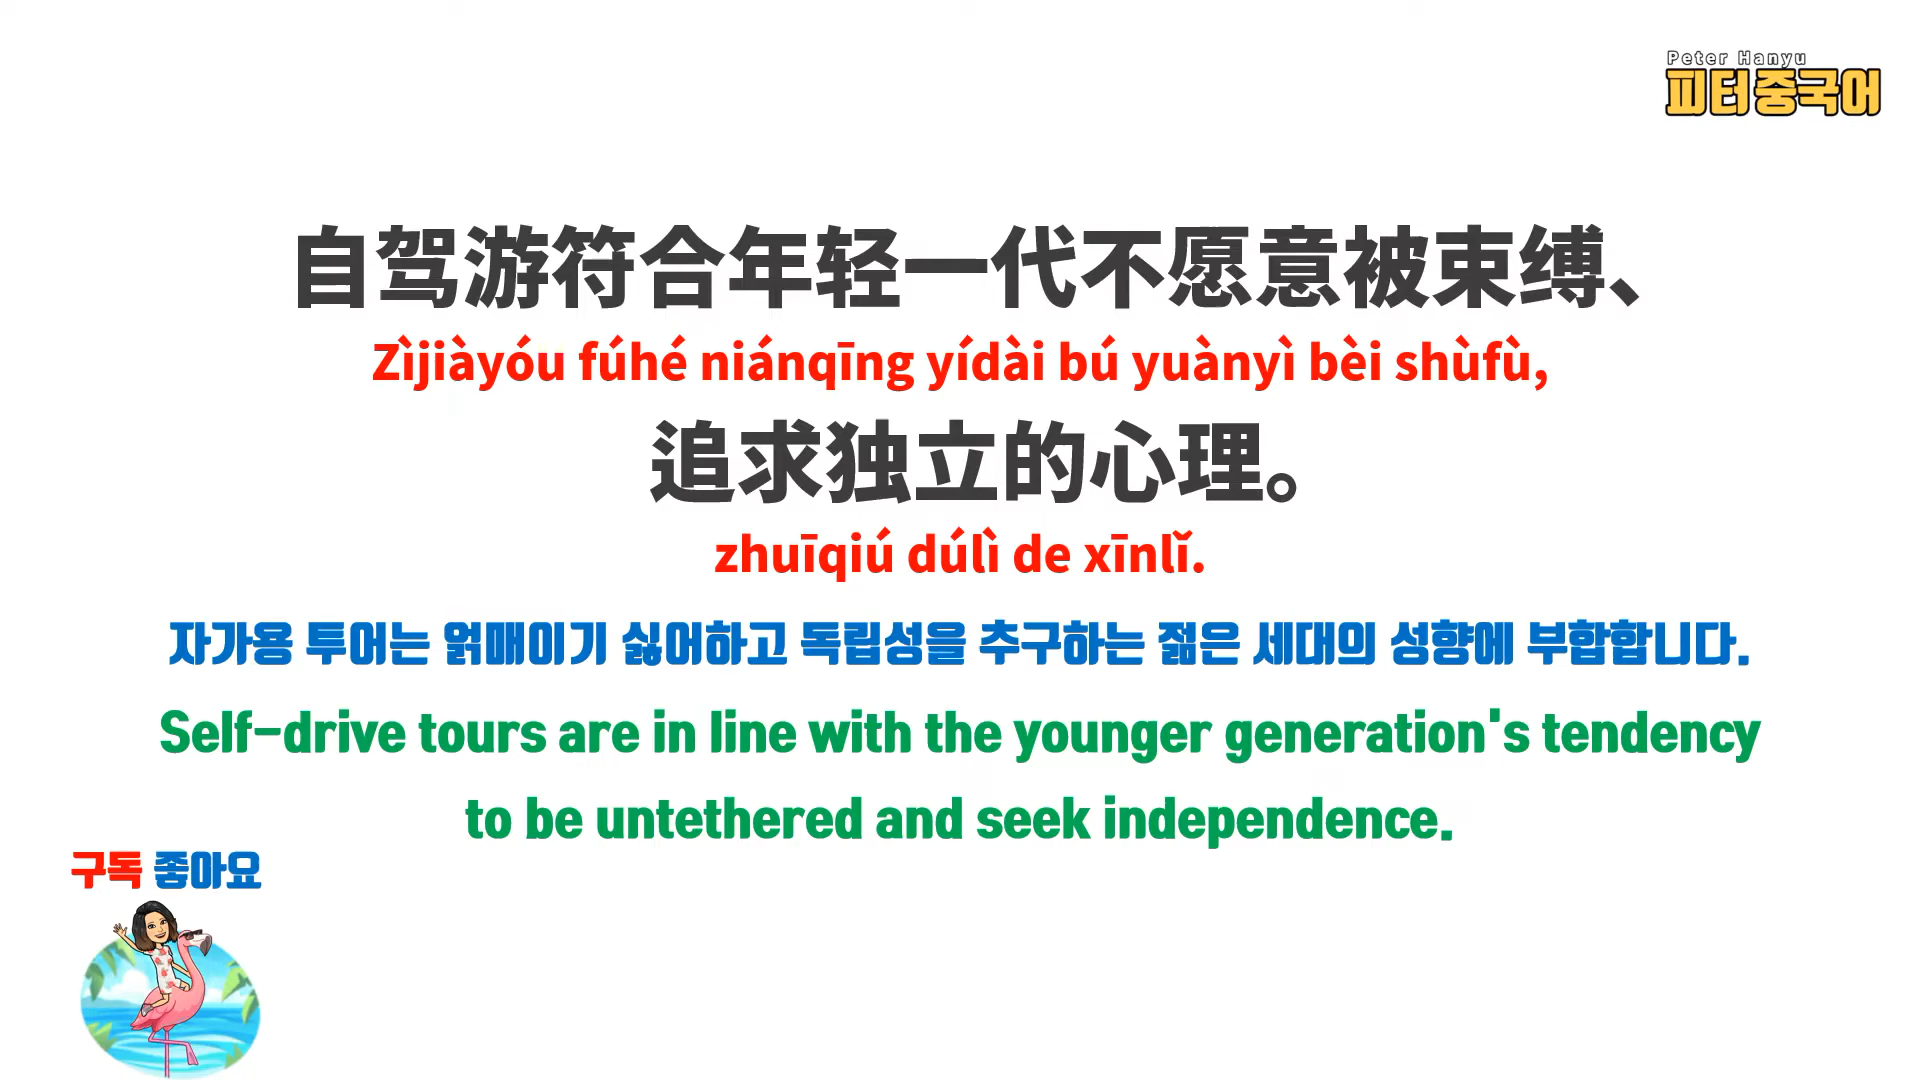 Peter Hanyu
피터 중국어
自驾游符合年轻一代不愿意被束缚、
Zìjiàyóu fúhé niánqīng yídài bú yuànyì bèi shùfù,
追求独立的心理。
zhuīqiú dúlì de xīnlǐ.
자가용 투어는 얽매이기 싫어하고 독립성을 추구하는 젊은 세대의 성향에 부합합니다.
Self-drive tours are in line with the younger generation's tendency
to be untethered and seek independence.
구독 좋아요